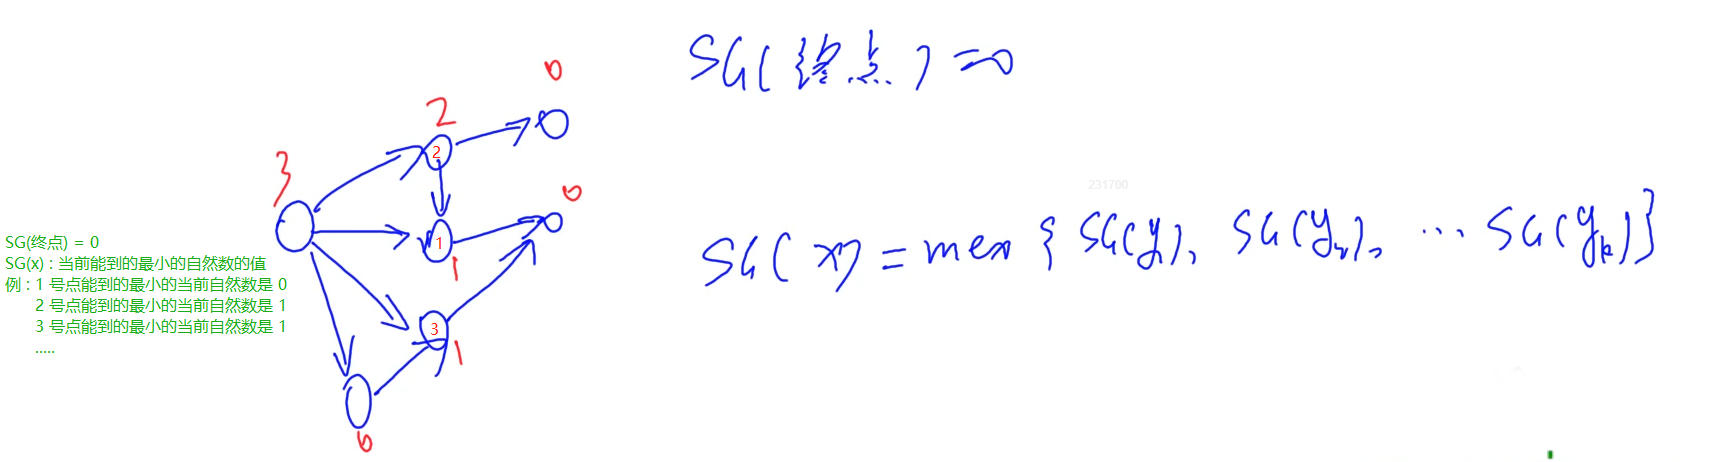 SG(终点)=0
0
2
2
3
0
231700
SG(x)=mex{SG(y₁), SG(y₂), ... SG(yₖ)}
1
1
SG(终点) = 0
SG(x) : 当前能到的最小的自然数的值
例 : 1 号点能到的最小的当前自然数是 0
2 号点能到的最小的当前自然数是 1
3 号点能到的最小的当前自然数是 1
.....
3
1
0